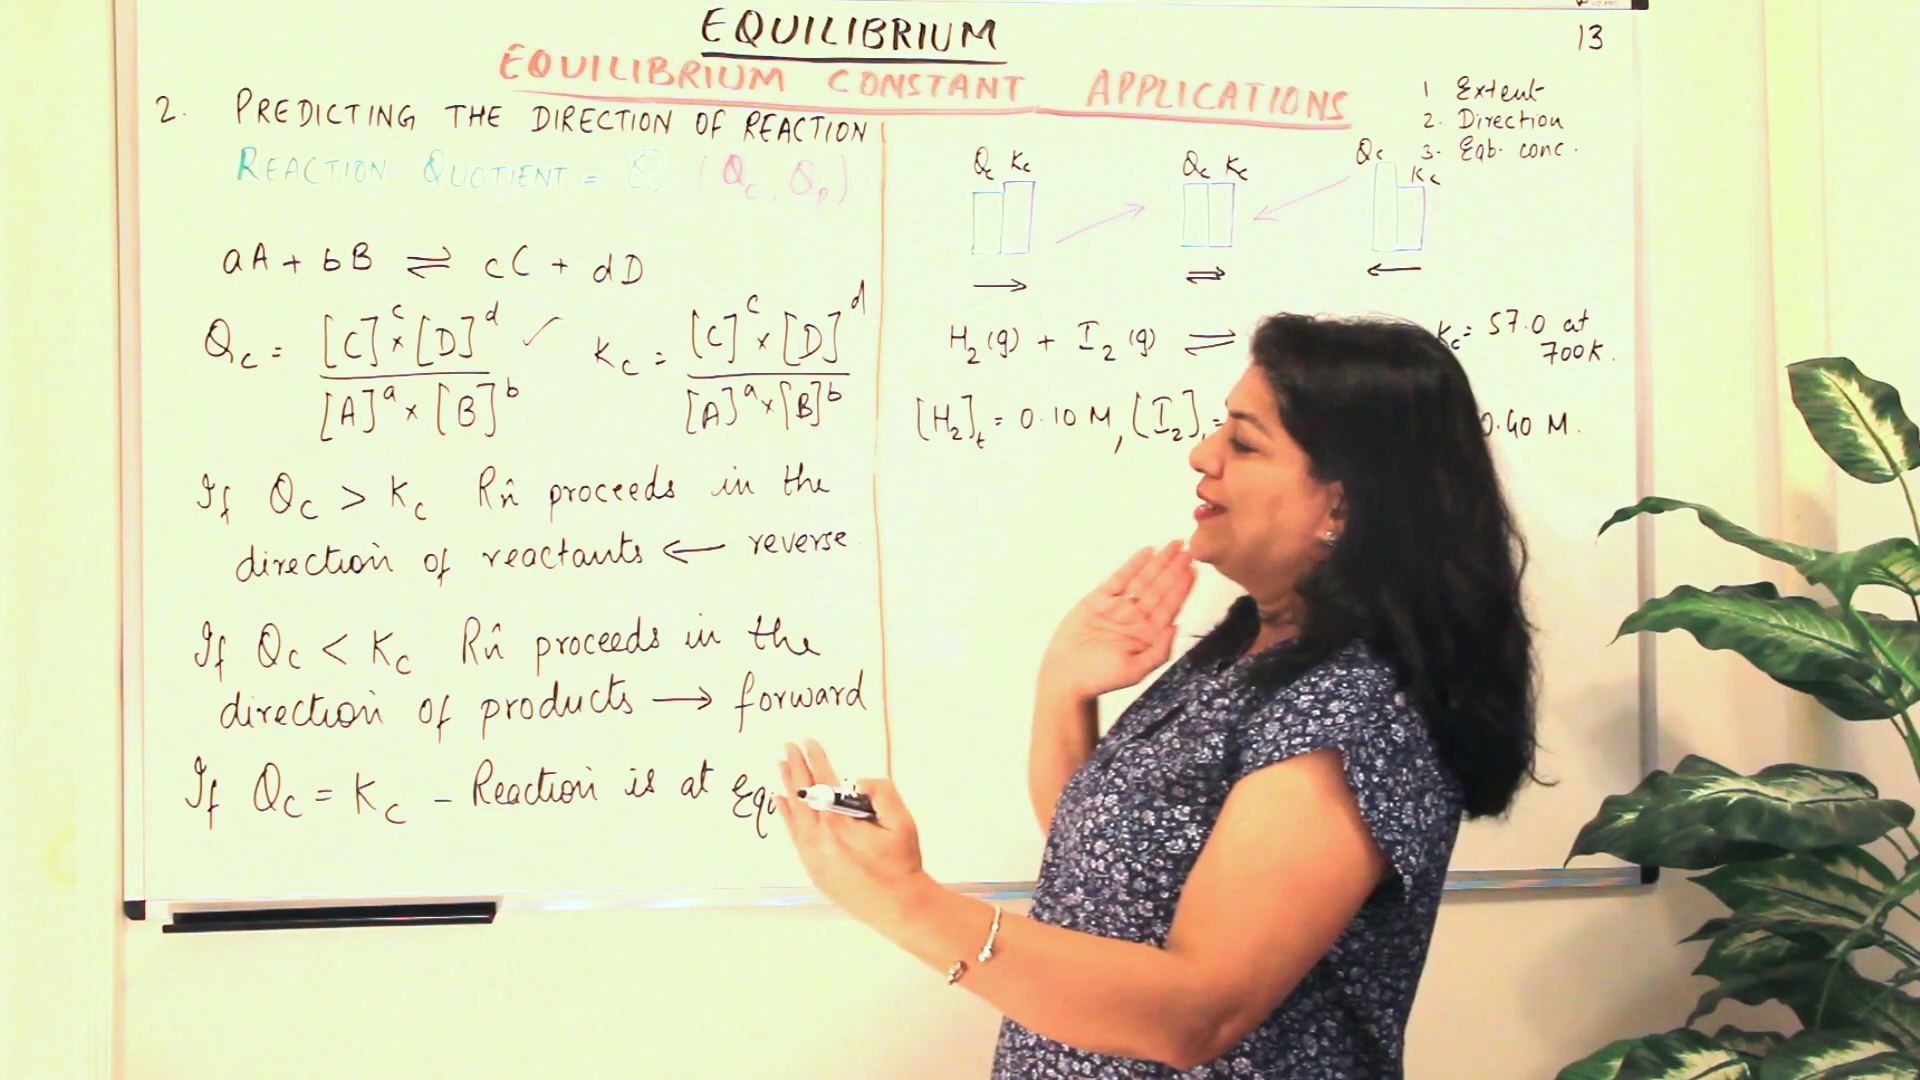 EQUILIBRIUM
13
EQUILIBRIUM CONSTANT APPLICATIONS
1. Extent
2. Direction
3. Eqb. conc.
2. PREDICTING THE DIRECTION OF REACTION
REACTION QUOTIENT = Q (Qc, Qp)
aA + bB ⇌ cC + dD
Qc = [C]^c × [D]^d / [A]^a × [B]^b ✓ Kc = [C]^c × [D]^d / [A]^a × [B]^b
If Qc > Kc Rn̂ proceeds in the
direction of reactants ← reverse
If Qc < Kc Rn̂ proceeds in the
direction of products → forward
If Qc = Kc - Reaction is at
Qc Kc Qc Kc Qc Kc
→ ⇌ ←
H₂(g) + I₂(g) ⇌ Kc = 57.0 at
700K.
[H₂]t = 0.10 M, [I₂] 0.40 M.